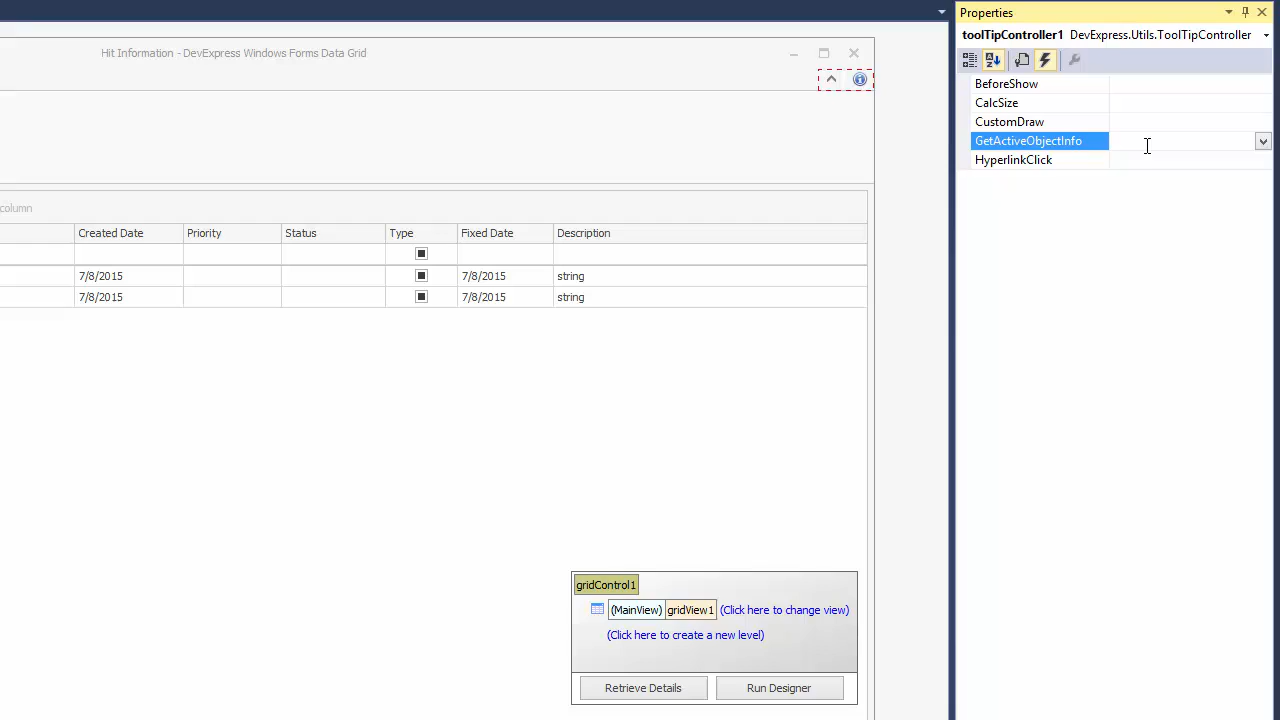 Properties
toolTipController1 DevExpress.Utils.ToolTipController
BeforeShow
CalcSize
CustomDraw
GetActiveObjectInfo
HyperlinkClick
Hit Information - DevExpress Windows Forms Data Grid
column
Created Date Priority Status Type Fixed Date Description
7/8/2015 7/8/2015 string
7/8/2015 7/8/2015 string
gridControl1
(MainView) gridView1 (Click here to change view)
(Click here to create a new level)
Retrieve Details Run Designer